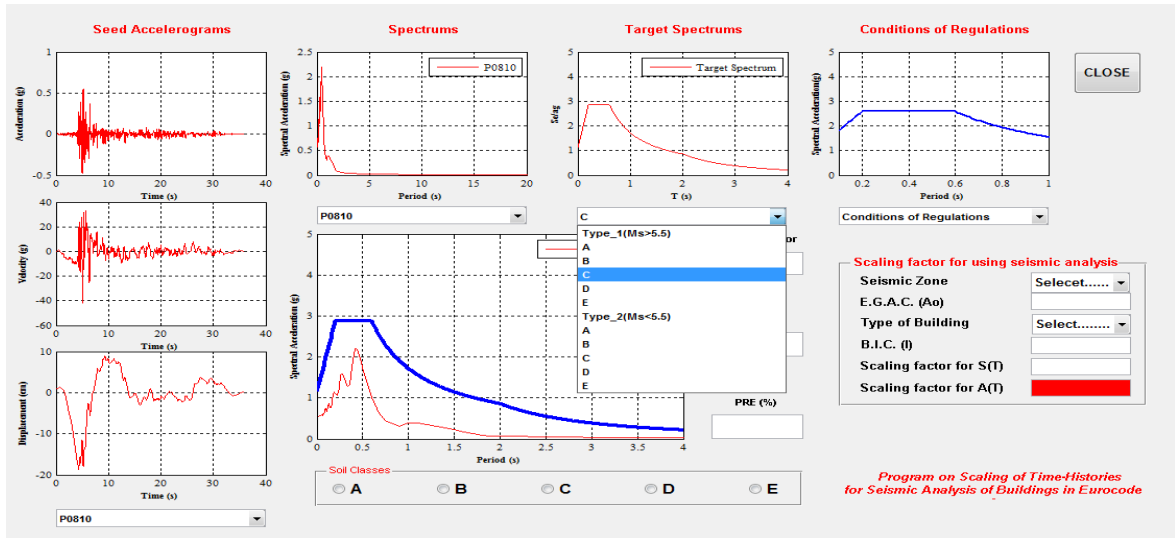 Seed Accelerograms
Spectrums
Target Spectrums
Conditions of Regulations
CLOSE
Acceleration (g)
1
0.5
0
-0.5
0 10 20 30 40
Time (s)
Spectral Acceleration (g)
2.5
2
1.5
1
0.5
0
P0810
0 5 10 15 20
Period (s)
P0810
Se/ag
5
4
3
2
1
0
Target Spectrum
0 1 2 3 4
T (s)
C
Type_1(Ms>5.5)
A
B
C
D
E
Type_2(Ms<5.5)
A
B
C
D
E
Spectral Acceleration(g)
5
4
3
2
1
0
0.2 0.4 0.6 0.8 1
Period (s)
Conditions of Regulations
Velocity (g)
40
20
0
-20
-40
-60
0 10 20 30 40
Time (s)
Displacement (mm)
10
0
-10
-20
0 10 20 30 40
Time (s)
P0810
Spectral Acceleration (g)
5
4
3
2
1
0
0 0.5 1 1.5 2 2.5 3 3.5 4
Period (s)
or
PRE (%)
Soil Classes
A B C D E
Scaling factor for using seismic analysis
Seismic Zone Selecet......
E.G.A.C. (Ao)
Type of Building Select........
B.I.C. (I)
Scaling factor for S(T)
Scaling factor for A(T)
Program on Scaling of Time-Histories
for Seismic Analysis of Buildings in Eurocode